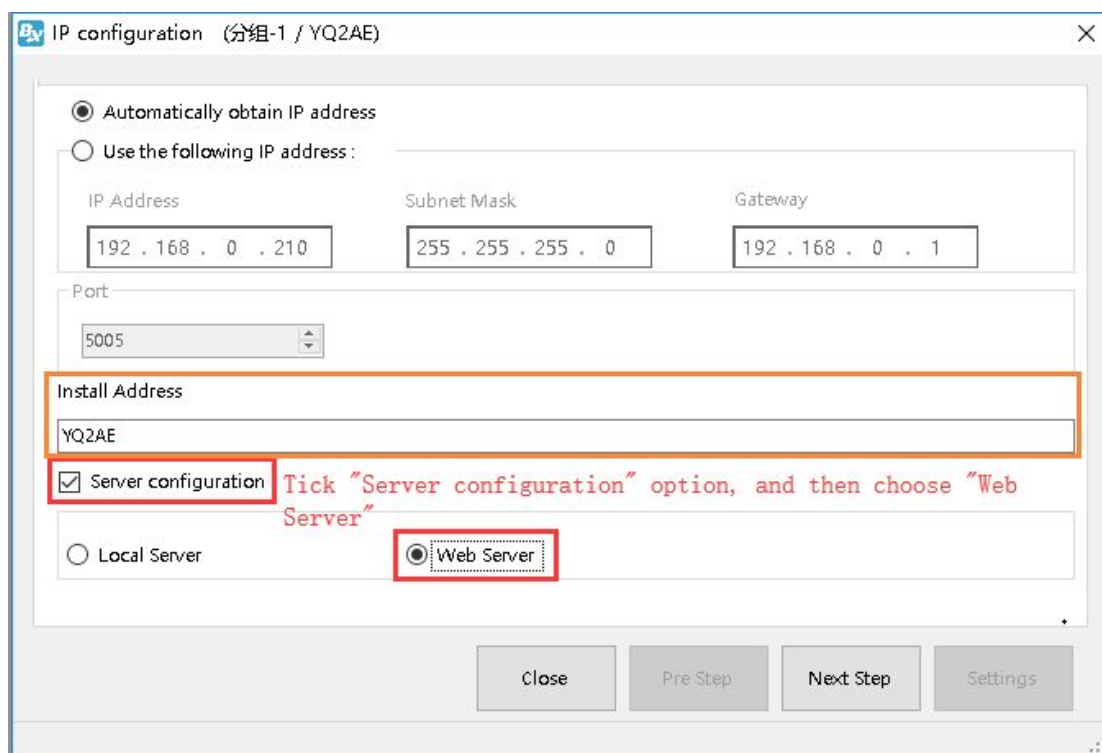 BX IP configuration (分组-1 / YQ2AE)
Automatically obtain IP address
Use the following IP address :
IP Address Subnet Mask Gateway
192 . 168 . 0 . 210 255 . 255 . 255 . 0 192 . 168 . 0 . 1
Port
5005
Install Address
YQ2AE
Server configuration Tick "Server configuration" option, and then choose "Web
Server"
Local Server Web Server
Close Pre Step Next Step Settings